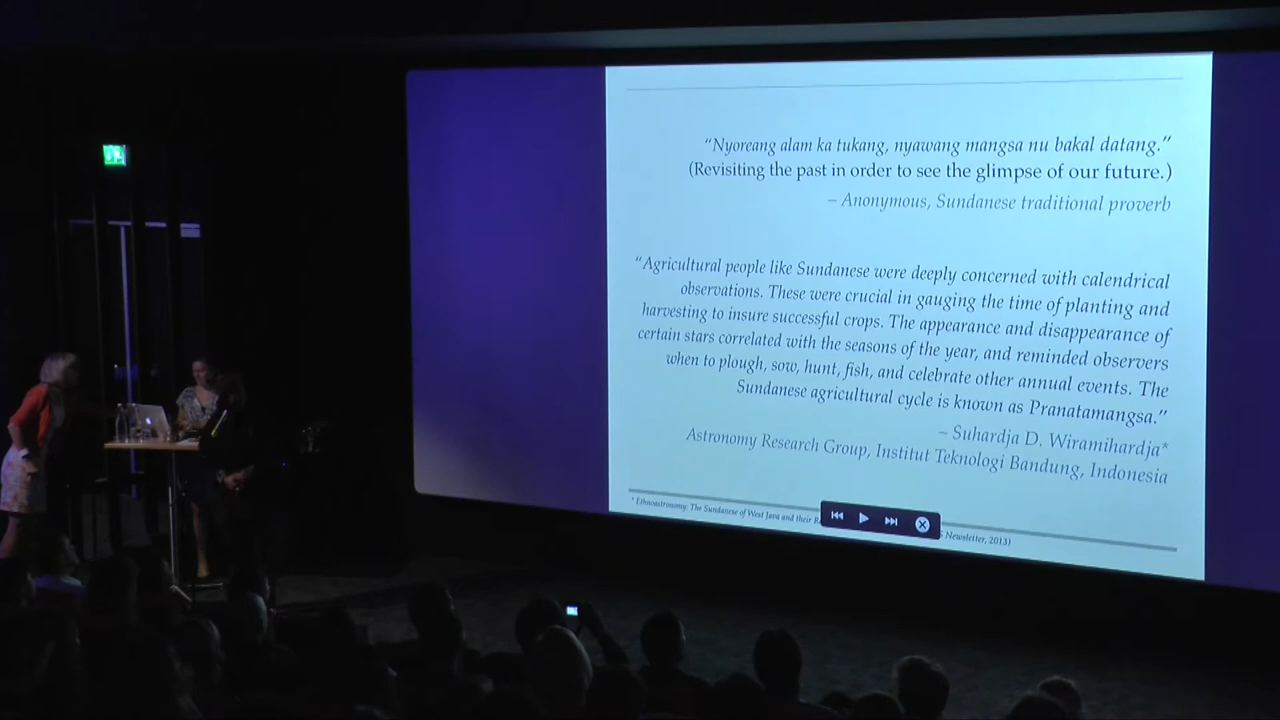 “Nyoreang alam ka tukang, nyawang mangsa nu bakal datang.”
(Revisiting the past in order to see the glimpse of our future.)
– Anonymous, Sundanese traditional proverb
“Agricultural people like Sundanese were deeply concerned with calendrical
observations. These were crucial in gauging the time of planting and
harvesting to insure successful crops. The appearance and disappearance of
certain stars correlated with the seasons of the year, and reminded observers
when to plough, sow, hunt, fish, and celebrate other annual events. The
Sundanese agricultural cycle is known as Pranatamangsa.”
– Suhardja D. Wiramihardja*
Astronomy Research Group, Institut Teknologi Bandung, Indonesia
* Ethnoastronomy: The Sundanese of West Java and their Newsletter, 2013)